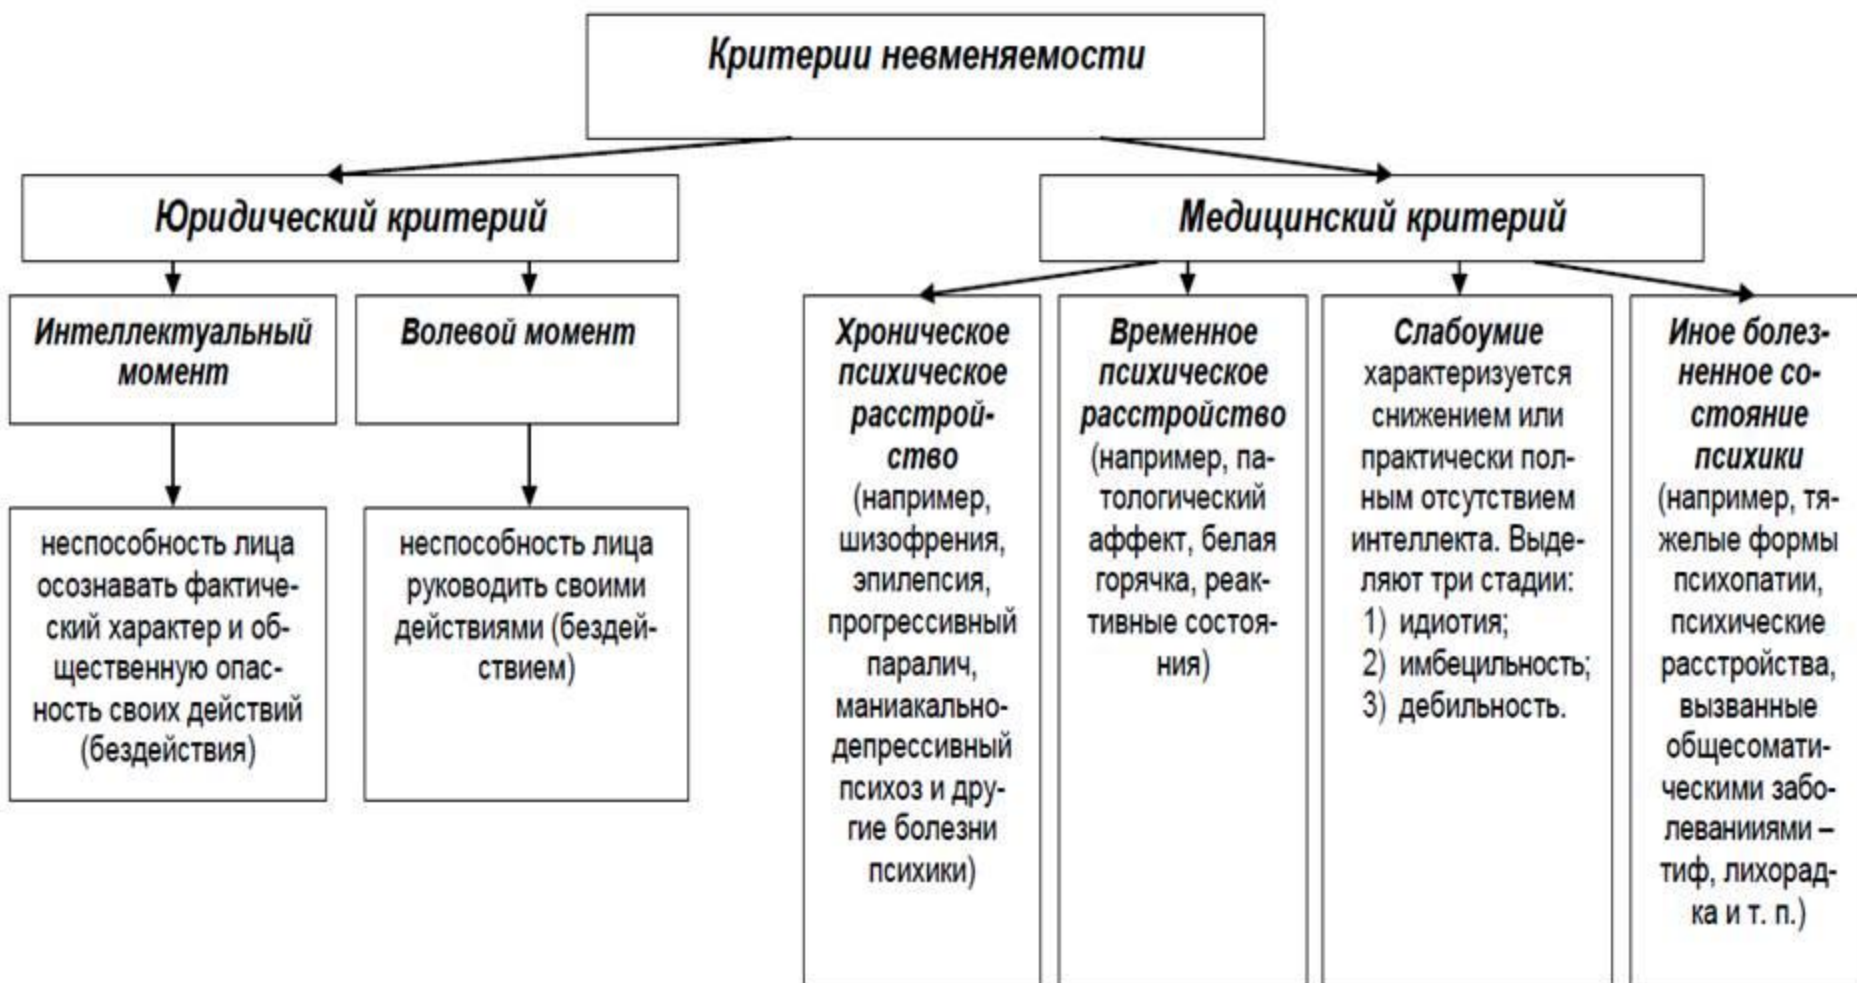 Критерии невменяемости
Юридический критерий
Интеллектуальный
момент
неспособность лица
осознавать фактиче-
ский характер и об-
щественную опас-
ность своих действий
(бездействия)
Волевой момент
неспособность лица
руководить своими
действиями (бездей-
ствием)
Медицинский критерий
Хроническое
психическое
расстрой-
ство
(например,
шизофрения,
эпилепсия,
прогрессивный
паралич,
маниакально-
депрессивный
психоз и дру-
гие болезни
психики)
Временное
психическое
расстройство
(например, па-
тологический
аффект, белая
горячка, реак-
тивные состоя-
ния)
Слабоумие
характеризуется
снижением или
практически пол-
ным отсутствием
интеллекта. Выде-
ляют три стадии:
1) идиотия;
2) имбецильность;
3) дебильность.
Иное болез-
ненное со-
стояние
психики
(например, тя-
желые формы
психопатии,
психические
расстройства,
вызванные
общесомати-
ческими забо-
леванииями –
тиф, лихорад-
ка и т. п.)